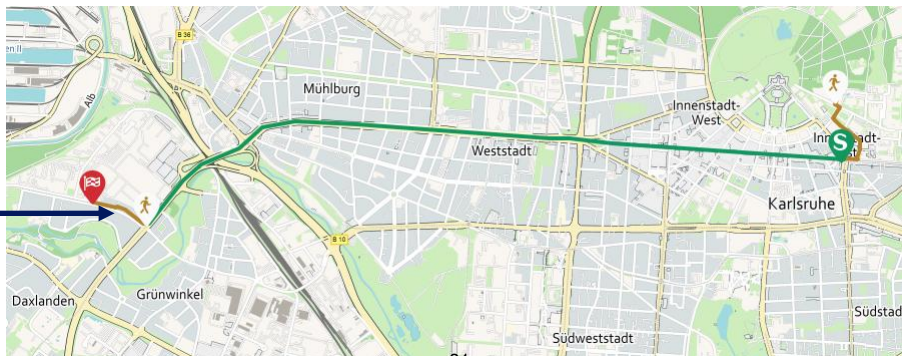 B 36
Alb
Mühlburg
Innenstadt-
West
Weststadt
S
Karlsruhe
B 10
Daxlanden
Grünwinkel
Südweststadt
Südstad